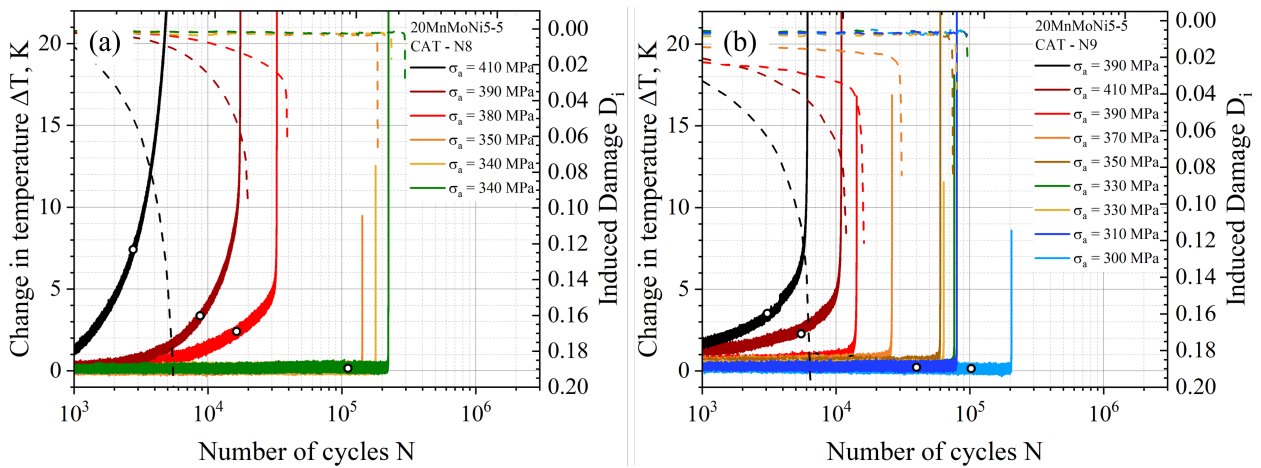 (a)
20MnMoNi5-5
CAT - N8
σa = 410 MPa
σa = 390 MPa
σa = 380 MPa
σa = 350 MPa
σa = 340 MPa
σa = 340 MPa
Change in temperature ΔT, K
20
15
10
5
0
Induced Damage Di
0.00
0.02
0.04
0.06
0.08
0.10
0.12
0.14
0.16
0.18
0.20
10³
10⁴
10⁵
10⁶
Number of cycles N
(b)
20MnMoNi5-5
CAT - N9
σa = 390 MPa
σa = 410 MPa
σa = 390 MPa
σa = 370 MPa
σa = 350 MPa
σa = 330 MPa
σa = 330 MPa
σa = 310 MPa
σa = 300 MPa
Change in temperature ΔT, K
20
15
10
5
0
Induced Damage Di
0.00
0.02
0.04
0.06
0.08
0.10
0.12
0.14
0.16
0.18
0.20
10³
10⁴
10⁵
10⁶
Number of cycles N